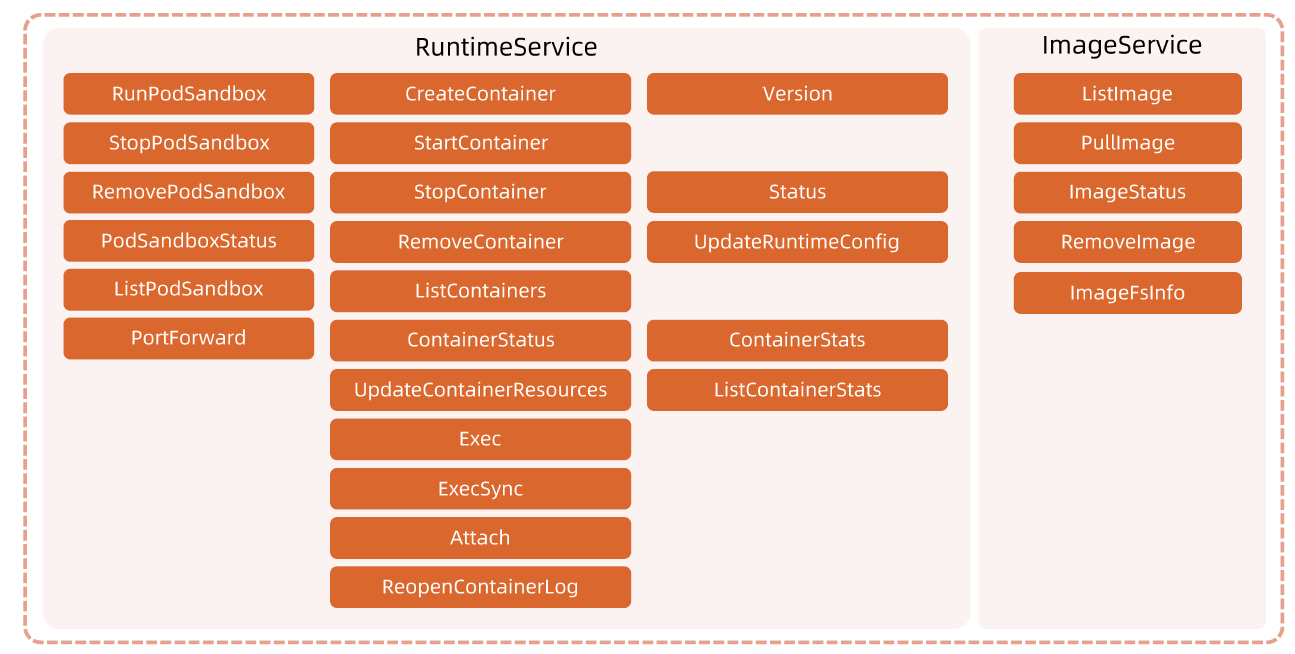 RuntimeService
RunPodSandbox
StopPodSandbox
RemovePodSandbox
PodSandboxStatus
ListPodSandbox
PortForward
CreateContainer
StartContainer
StopContainer
RemoveContainer
ListContainers
ContainerStatus
UpdateContainerResources
Exec
ExecSync
Attach
ReopenContainerLog
Version
Status
UpdateRuntimeConfig
ContainerStats
ListContainerStats
ImageService
ListImage
PullImage
ImageStatus
RemoveImage
ImageFsInfo